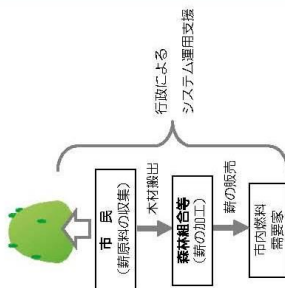 市　民
(薪原料の収集)
木材搬出
森林組合等
(薪の加工)
薪の販売
市内燃料
需要家
行政による
システム運用支援